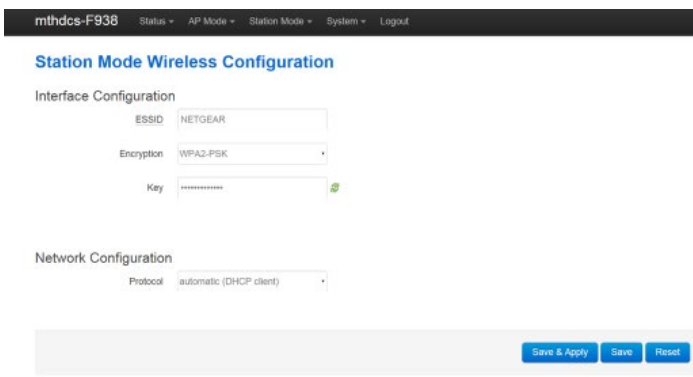 mthdcs-F938 Status AP Mode Station Mode System Logout
Station Mode Wireless Configuration
Interface Configuration
ESSID NETGEAR
Encryption WPA2-PSK
Key •••••••••••••
Network Configuration
Protocol automatic (DHCP client)
Save & Apply Save Reset